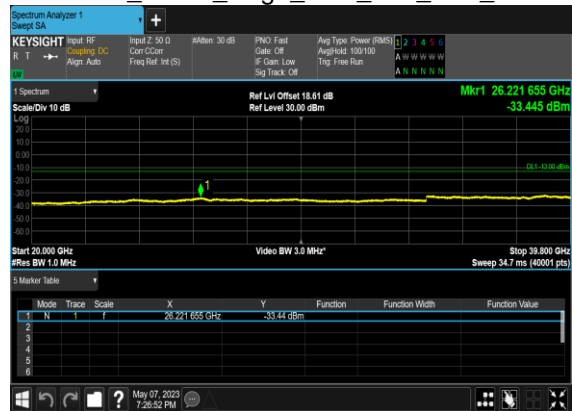 Spectrum Analyzer 1
Swept SA
+
KEYSIGHT Input: RF Input Z: 50 Ω #Atten: 30 dB PNO: Fast Avg Type: Power (RMS) 1 2 3 4 5 6
R T Coupling: DC Corr CCorr Gate: Off Avg|Hold: 100/100 A W W W W W
Align: Auto Freq Ref: Int (S) IF Gain: Low Trig: Free Run
LW Sig Track: Off A N N N N N
1 Spectrum Ref Lvl Offset 18.61 dB Mkr1 26.221 655 GHz
Scale/Div 10 dB Ref Level 30.00 dBm -33.445 dBm
Log
20.0
10.0
0.00
-10.0 DL1 -13.00 dBm
-20.0
-30.0 1
-40.0
-50.0
-60.0
Start 20.000 GHz Video BW 3.0 MHz* Stop 39.800 GHz
#Res BW 1.0 MHz Sweep 34.7 ms (40001 pts)
5 Marker Table
Mode Trace Scale X Y Function Function Width Function Value
1 N 1 f 26.221 655 GHz -33.44 dBm
2
3
4
5
6
? May 07, 2023
7:26:52 PM